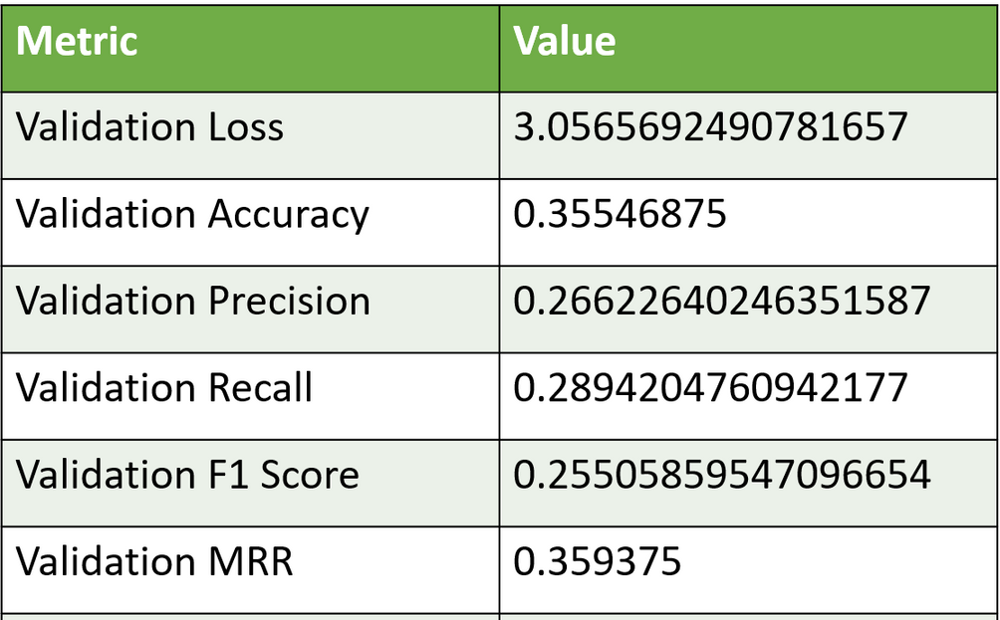 Metric Value
Validation Loss 3.0565692490781657
Validation Accuracy 0.35546875
Validation Precision 0.26622640246351587
Validation Recall 0.2894204760942177
Validation F1 Score 0.25505859547096654
Validation MRR 0.359375